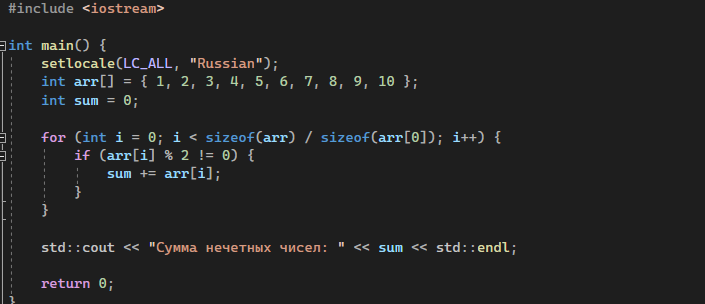 #include <iostream>
int main() {
setlocale(LC_ALL, "Russian");
int arr[] = { 1, 2, 3, 4, 5, 6, 7, 8, 9, 10 };
int sum = 0;
for (int i = 0; i < sizeof(arr) / sizeof(arr[0]); i++) {
if (arr[i] % 2 != 0) {
sum += arr[i];
}
}
std::cout << "Сумма нечетных чисел: " << sum << std::endl;
return 0;
}